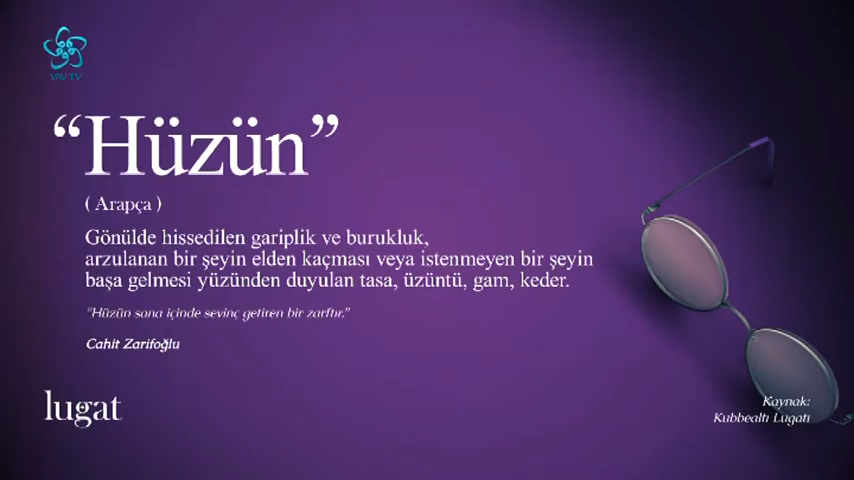 VAV TV
“Hüzün”
( Arapça )
Gönülde hissedilen gariplik ve burukluk,
arzulanan bir şeyin elden kaçması veya istenmeyen bir şeyin
başa gelmesi yüzünden duyulan tasa, üzüntü, gam, keder.
"Hüzün sana içinde sevinç getiren bir zarftır."
Cahit Zarifoğlu
lugat
Kaynak:
Kubbealtı Lugatı